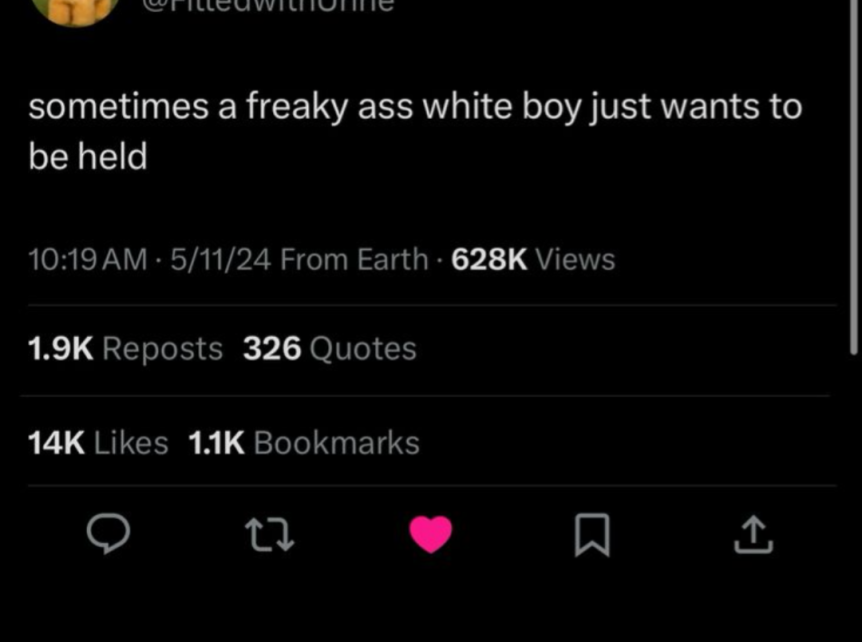 sometimes a freaky ass white boy just wants to
be held
10:19 AM · 5/11/24 From Earth · 628K Views
1.9K Reposts 326 Quotes
14K Likes 1.1K Bookmarks